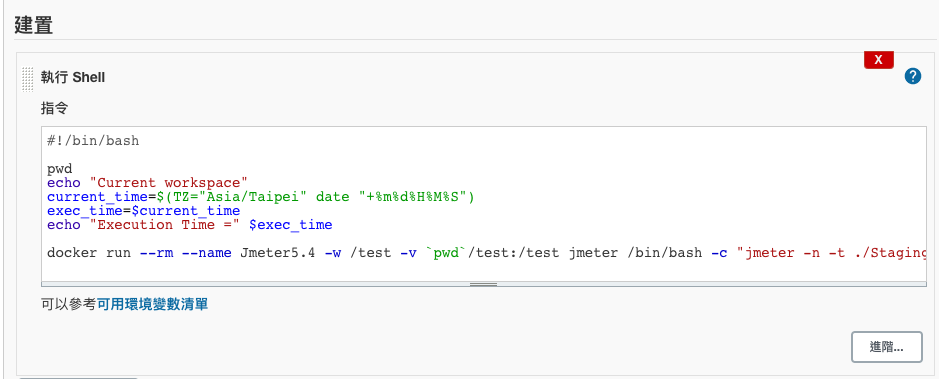 建置
X
執行 Shell
?
指令
#!/bin/bash
pwd
echo "Current workspace"
current_time=$(TZ="Asia/Taipei" date "+%m%d%H%M%S")
exec_time=$current_time
echo "Execution Time =" $exec_time
docker run --rm --name Jmeter5.4 -w /test -v `pwd`/test:/test jmeter /bin/bash -c "jmeter -n -t ./Staging
可以參考可用環境變數清單
進階...